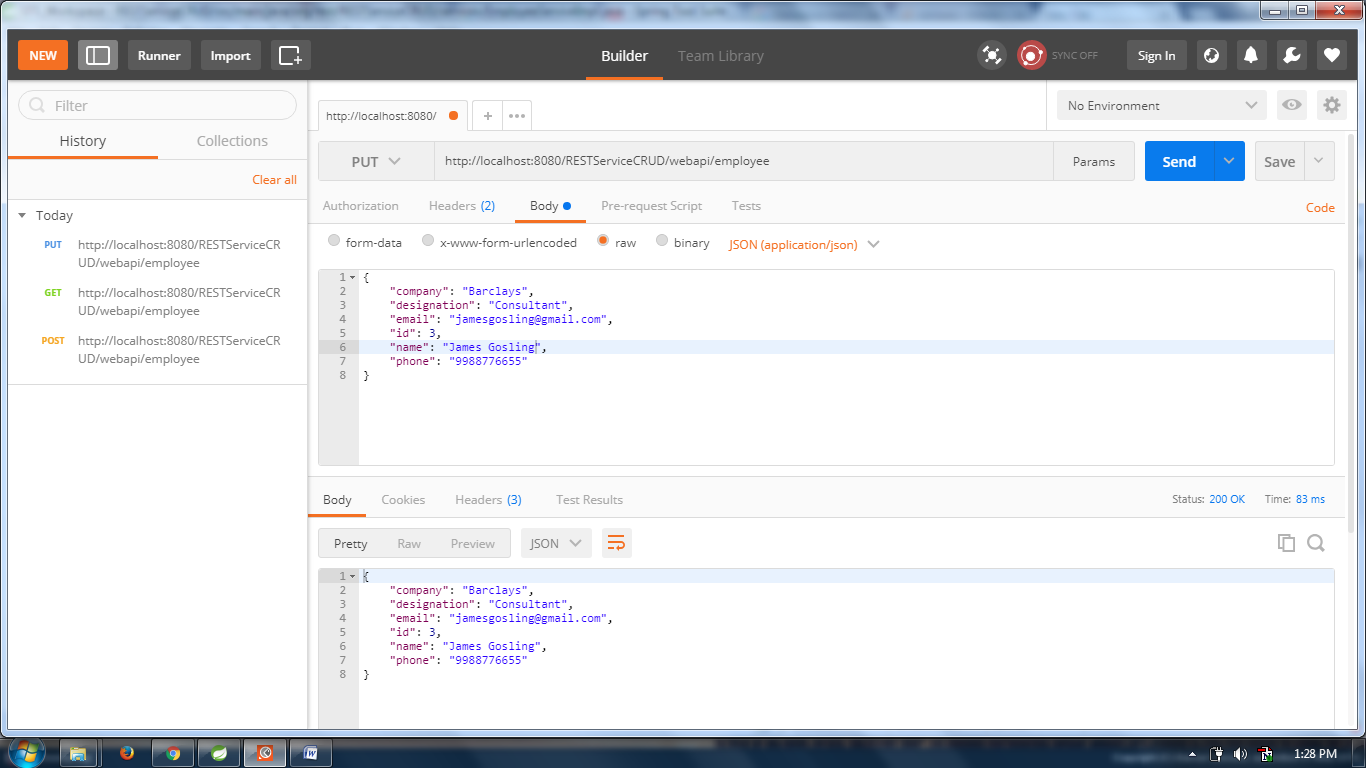 NEW Runner Import Builder Team Library SYNC OFF Sign In
Filter
History Collections
Clear all
Today
PUT http://localhost:8080/RESTServiceCR
UD/webapi/employee
GET http://localhost:8080/RESTServiceCR
UD/webapi/employee
POST http://localhost:8080/RESTServiceCR
UD/webapi/employee
http://localhost:8080/ + ••• No Environment
PUT http://localhost:8080/RESTServiceCRUD/webapi/employee Params Send Save
Authorization Headers (2) Body Pre-request Script Tests Code
form-data x-www-form-urlencoded raw binary JSON (application/json)
1 {
2 "company": "Barclays",
3 "designation": "Consultant",
4 "email": "jamesgosling@gmail.com",
5 "id": 3,
6 "name": "James Gosling",
7 "phone": "9988776655"
8 }
Body Cookies Headers (3) Test Results Status: 200 OK Time: 83 ms
Pretty Raw Preview JSON
1 {
2 "company": "Barclays",
3 "designation": "Consultant",
4 "email": "jamesgosling@gmail.com",
5 "id": 3,
6 "name": "James Gosling",
7 "phone": "9988776655"
8 }
1:28 PM